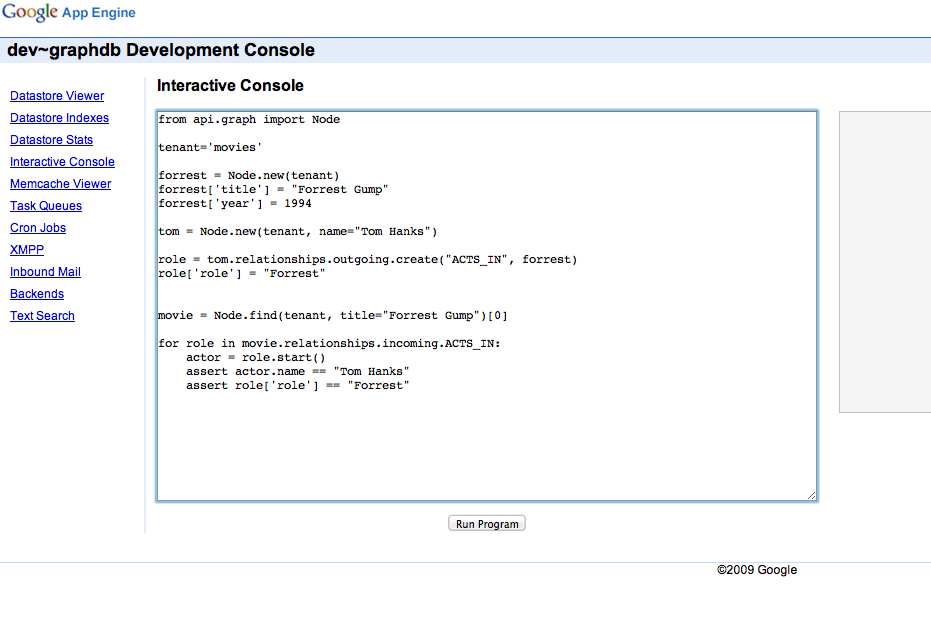 Google App Engine
dev~graphdb Development Console
Datastore Viewer
Datastore Indexes
Datastore Stats
Interactive Console
Memcache Viewer
Task Queues
Cron Jobs
XMPP
Inbound Mail
Backends
Text Search
Interactive Console
from api.graph import Node
tenant='movies'
forrest = Node.new(tenant)
forrest['title'] = "Forrest Gump"
forrest['year'] = 1994
tom = Node.new(tenant, name="Tom Hanks")
role = tom.relationships.outgoing.create("ACTS_IN", forrest)
role['role'] = "Forrest"
movie = Node.find(tenant, title="Forrest Gump")[0]
for role in movie.relationships.incoming.ACTS_IN:
    actor = role.start()
    assert actor.name == "Tom Hanks"
    assert role['role'] == "Forrest"
Run Program
©2009 Google